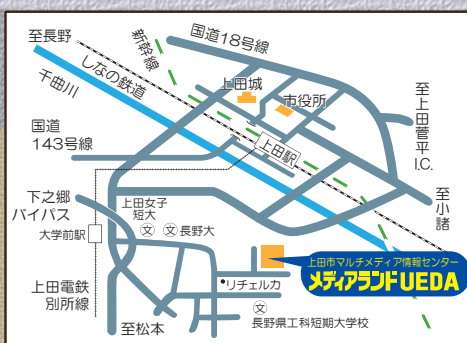 至長野
新幹線
国道18号線
しなの鉄道
千曲川
上田城
市役所
至上田菅平
I.C.
国道
143号線
上田駅
至小諸
下之郷
バイパス
上田女子
短大
文
長野大
大学前駅
上田市マルチメディア情報センター
メディアランドUEDA
リチェルカ
上田電鉄
別所線
文
長野県工科短期大学校
至松本